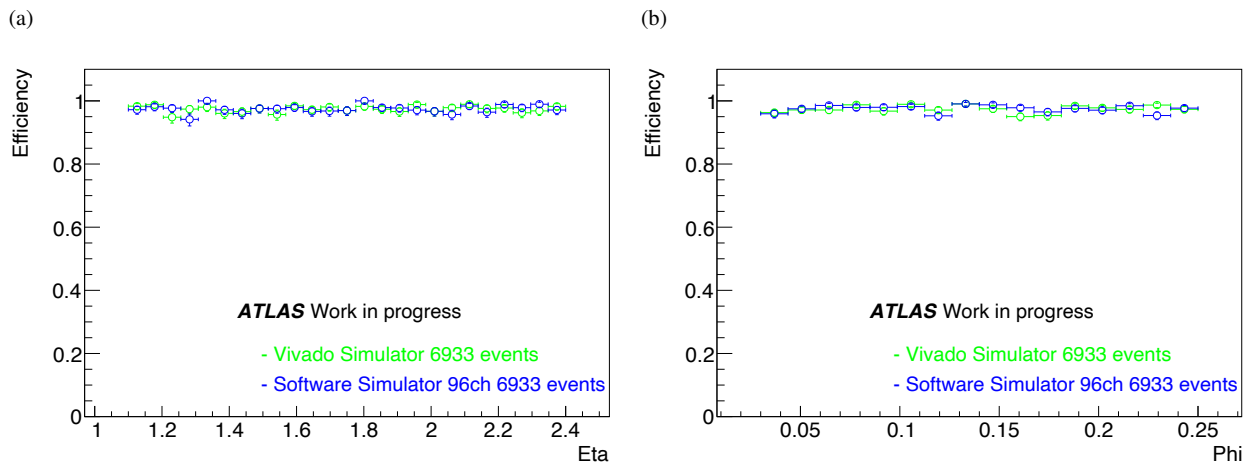 (a)
Efficiency
1
0.8
0.6
0.4
0.2
0
1
1.2
1.4
1.6
1.8
2
2.2
2.4
Eta
ATLAS Work in progress
- Vivado Simulator 6933 events
- Software Simulator 96ch 6933 events
(b)
Efficiency
1
0.8
0.6
0.4
0.2
0
0.05
0.1
0.15
0.2
0.25
Phi
ATLAS Work in progress
- Vivado Simulator 6933 events
- Software Simulator 96ch 6933 events